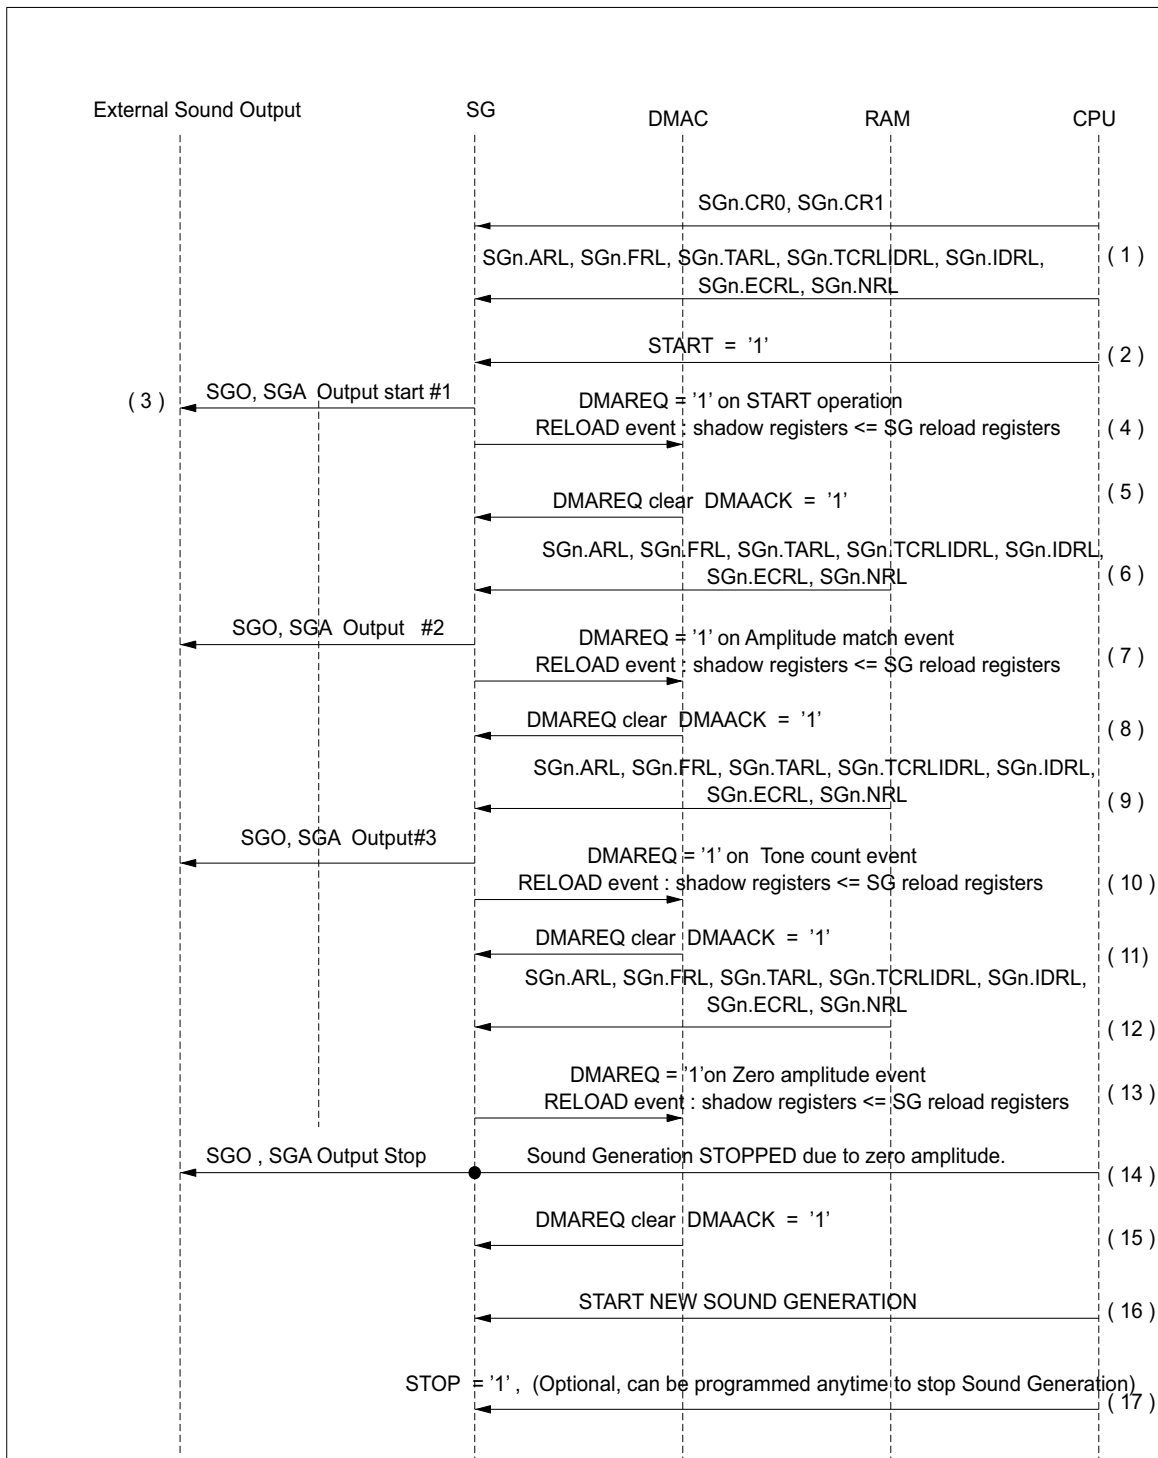 External Sound Output SG DMAC RAM CPU
SGn.CR0, SGn.CR1
SGn.ARL, SGn.FRL, SGn.TARL, SGn.TCRLIDRL, SGn.IDRL, ( 1 )
SGn.ECRL, SGn.NRL
START = '1' ( 2 )
( 3 ) SGO, SGA Output start #1 DMAREQ = '1' on START operation
RELOAD event : shadow registers <= SG reload registers ( 4 )
DMAREQ clear DMAACK = '1' ( 5 )
SGn.ARL, SGn.FRL, SGn.TARL, SGn.TCRLIDRL, SGn.IDRL,
SGn.ECRL, SGn.NRL ( 6 )
SGO, SGA Output #2 DMAREQ = '1' on Amplitude match event
RELOAD event : shadow registers <= SG reload registers ( 7 )
DMAREQ clear DMAACK = '1' ( 8 )
SGn.ARL, SGn.FRL, SGn.TARL, SGn.TCRLIDRL, SGn.IDRL,
SGn.ECRL, SGn.NRL ( 9 )
SGO, SGA Output#3 DMAREQ = '1' on Tone count event
RELOAD event : shadow registers <= SG reload registers ( 10 )
DMAREQ clear DMAACK = '1' ( 11)
SGn.ARL, SGn.FRL, SGn.TARL, SGn.TCRLIDRL, SGn.IDRL,
SGn.ECRL, SGn.NRL ( 12 )
DMAREQ = '1'on Zero amplitude event
RELOAD event : shadow registers <= SG reload registers ( 13 )
SGO , SGA Output Stop Sound Generation STOPPED due to zero amplitude. ( 14 )
DMAREQ clear DMAACK = '1' ( 15 )
START NEW SOUND GENERATION ( 16 )
STOP = '1' , (Optional, can be programmed anytime to stop Sound Generation) ( 17 )